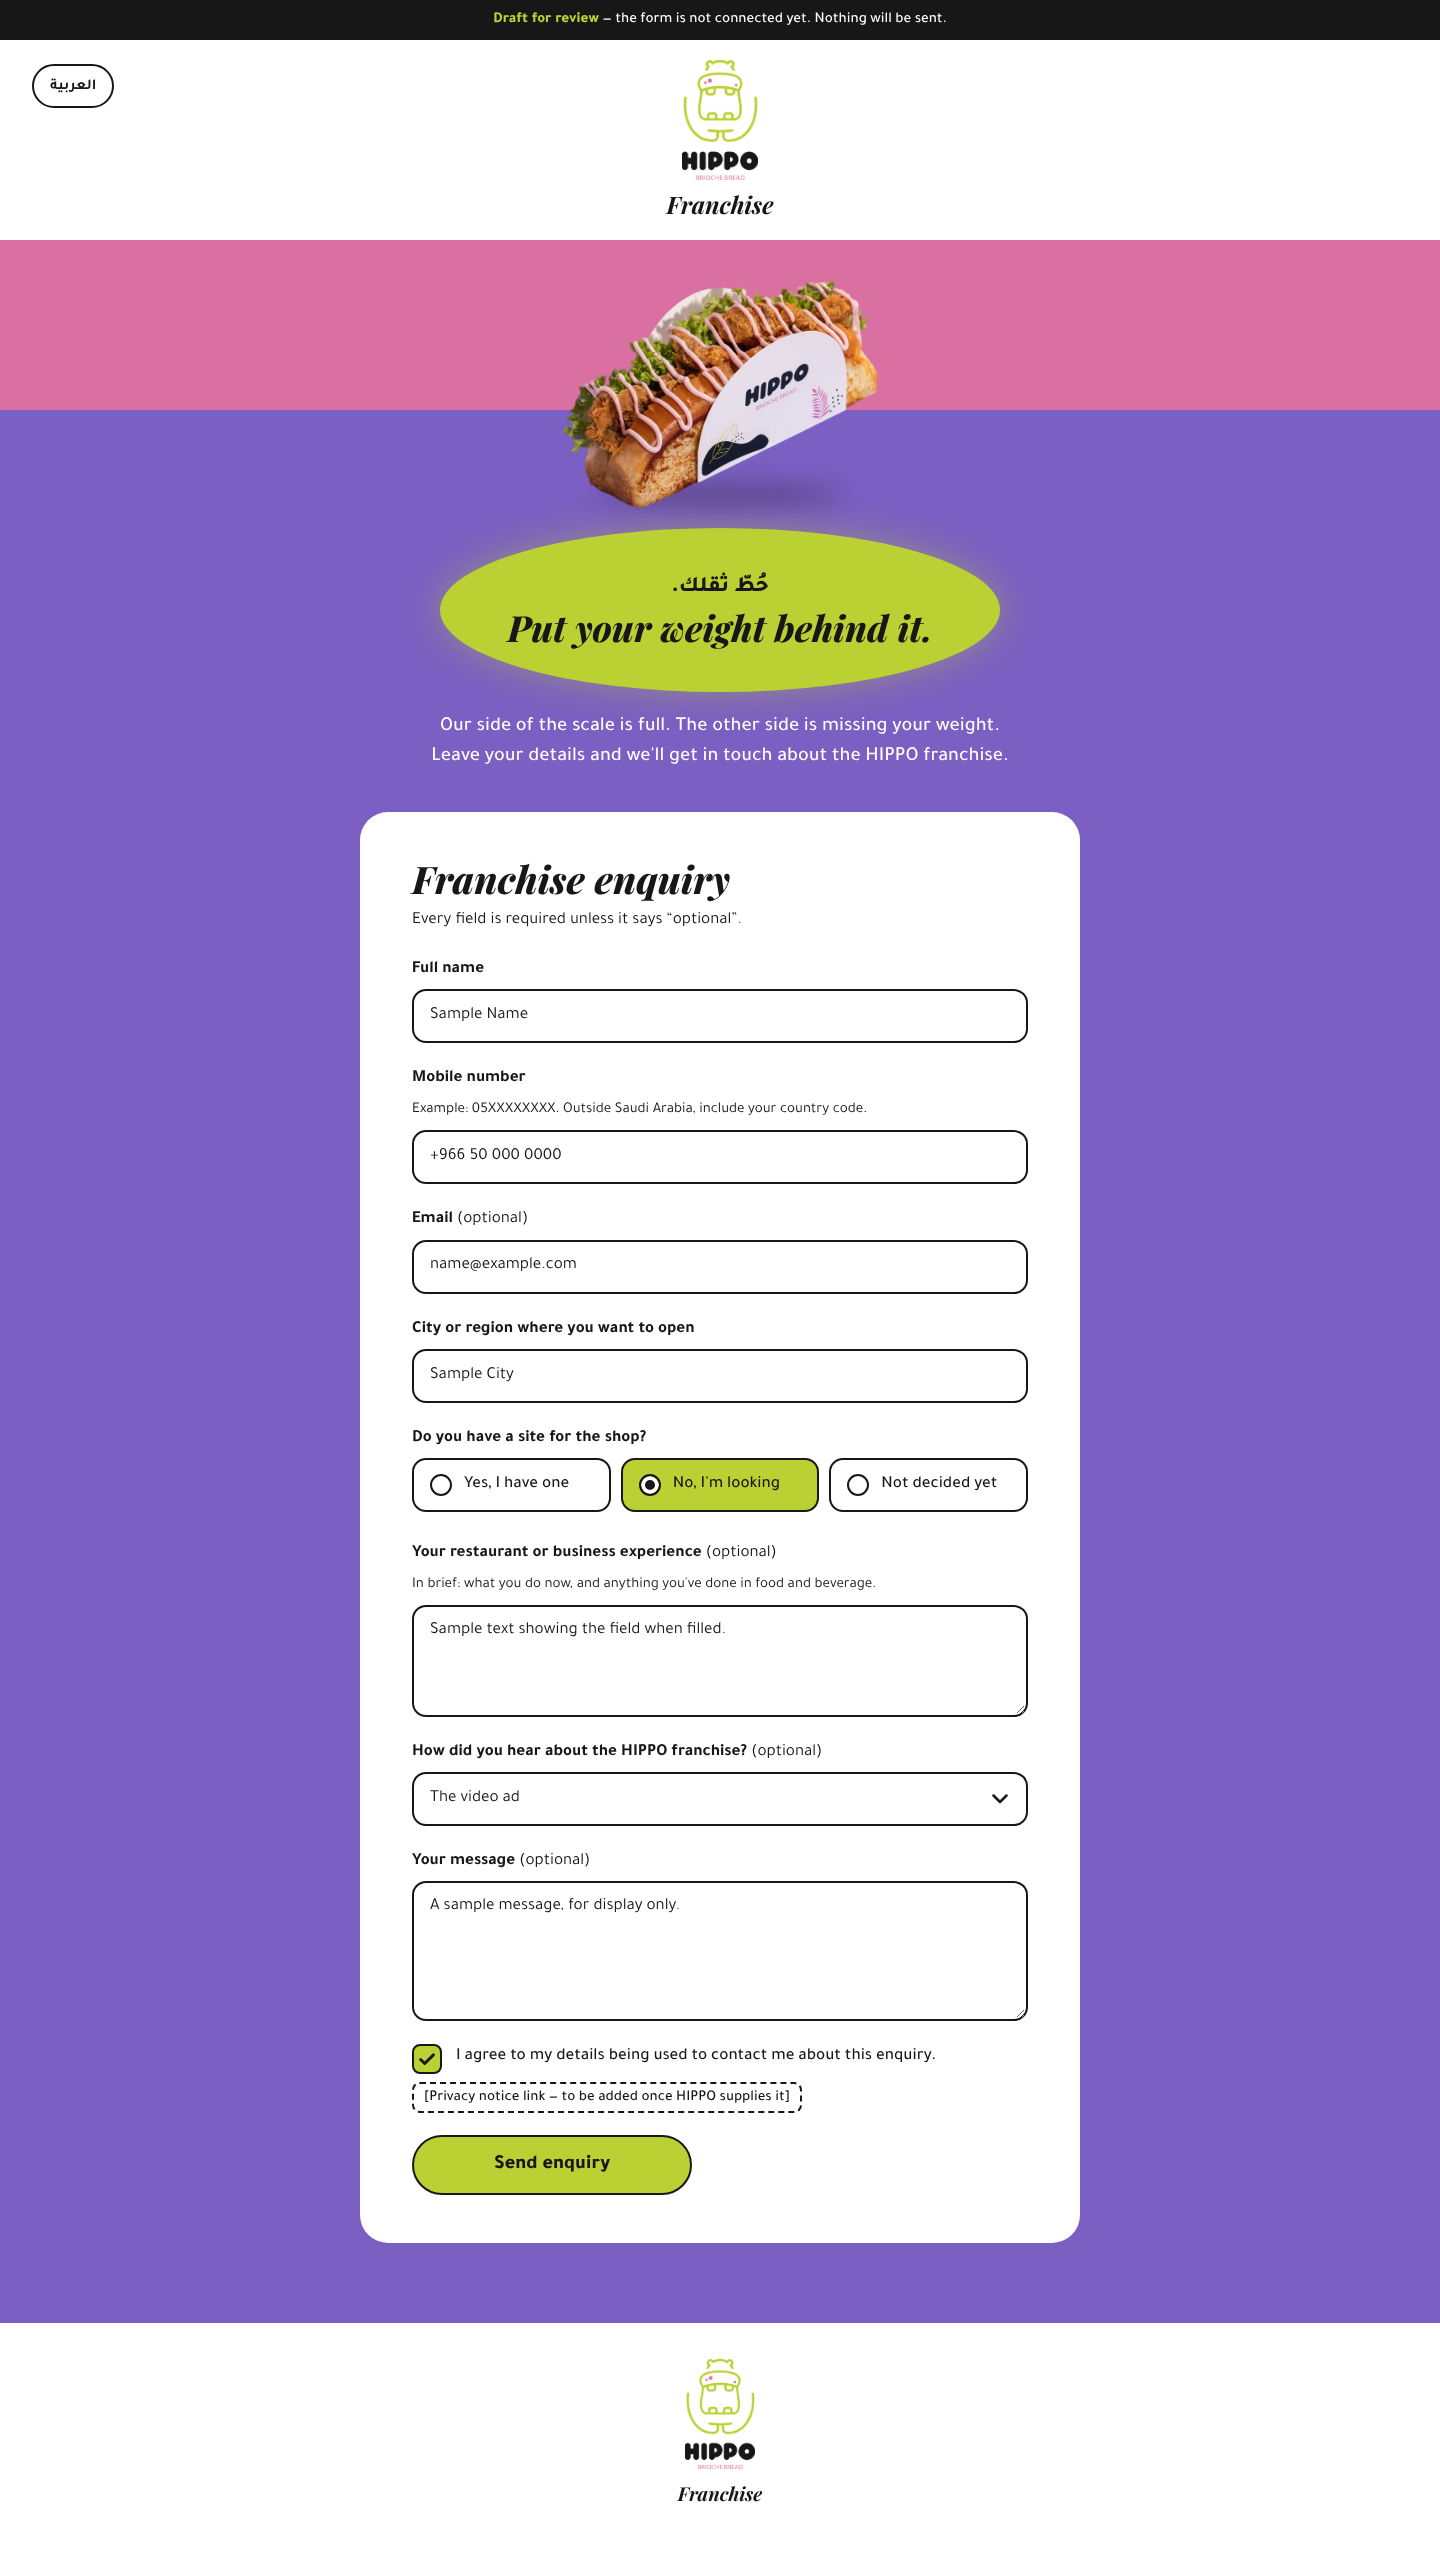 Draft for review – the form is not connected yet. Nothing will be sent.
العربية
HIPPO
BRIOCHE BREAD
Franchise
HIPPO
BRIOCHE BREAD
حُطّ ثقلك.
Put your weight behind it.
Our side of the scale is full. The other side is missing your weight.
Leave your details and we'll get in touch about the HIPPO franchise.
Franchise enquiry
Every field is required unless it says “optional”.
Full name
Sample Name
Mobile number
Example: 05XXXXXXXX. Outside Saudi Arabia, include your country code.
+966 50 000 0000
Email (optional)
name@example.com
City or region where you want to open
Sample City
Do you have a site for the shop?
Yes, I have one
No, I'm looking
Not decided yet
Your restaurant or business experience (optional)
In brief: what you do now, and anything you've done in food and beverage.
Sample text showing the field when filled.
How did you hear about the HIPPO franchise? (optional)
The video ad
Your message (optional)
A sample message, for display only.
I agree to my details being used to contact me about this enquiry.
[Privacy notice link – to be added once HIPPO supplies it]
Send enquiry
HIPPO
BRIOCHE BREAD
Franchise